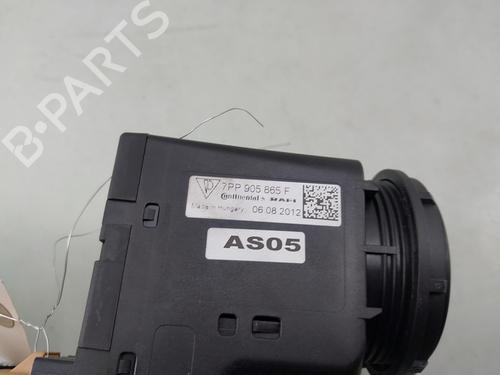 B-PARTS
7PP 905 865 F
Continental RAFI
Made in Hungary 06.08.2012
AS05